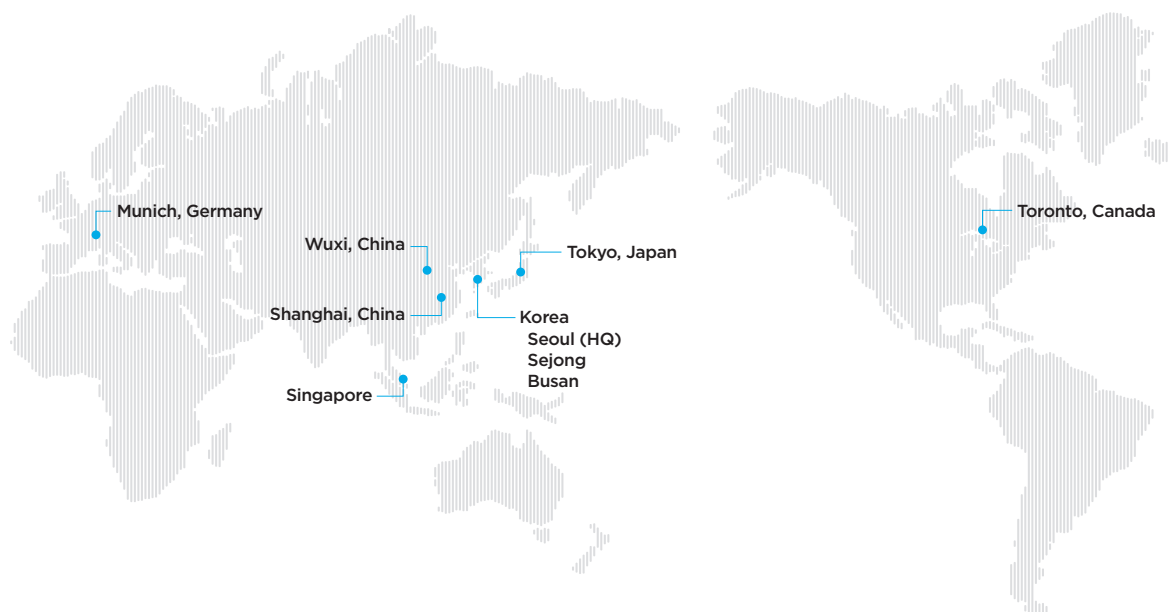 Munich, Germany
Toronto, Canada
Wuxi, China
Tokyo, Japan
Shanghai, China
Korea
Seoul (HQ)
Sejong
Busan
Singapore